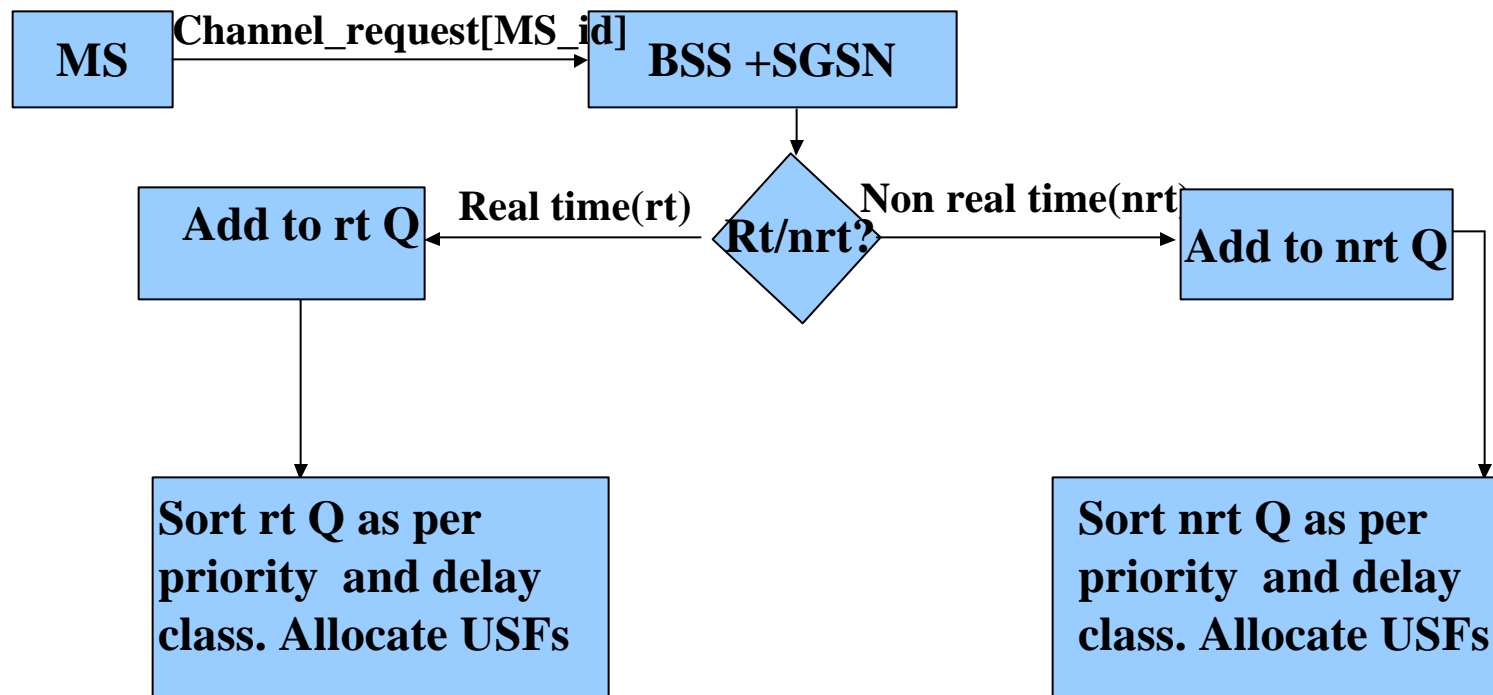 MS
Channel_request[MS_id]
BSS +SGSN
Add to rt Q
Real time(rt)
Rt/nrt?
Non real time(nrt)
Add to nrt Q
Sort rt Q as per
priority and delay
class. Allocate USFs
Sort nrt Q as per
priority and delay
class. Allocate USFs